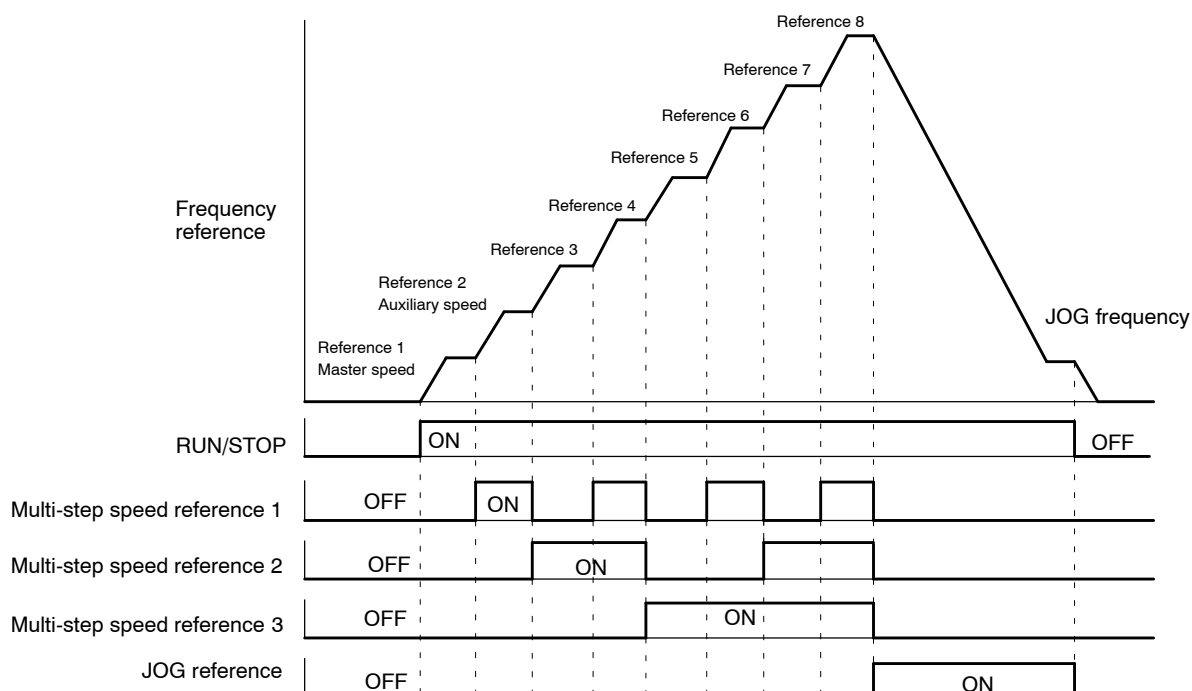 Reference 8
Reference 7
Reference 6
Reference 5
Reference 4
Reference 3
Reference 2
Auxiliary speed
Reference 1
Master speed
Frequency
reference
JOG frequency
RUN/STOP ON OFF
Multi-step speed reference 1 OFF ON
Multi-step speed reference 2 OFF ON
Multi-step speed reference 3 OFF ON
JOG reference OFF ON